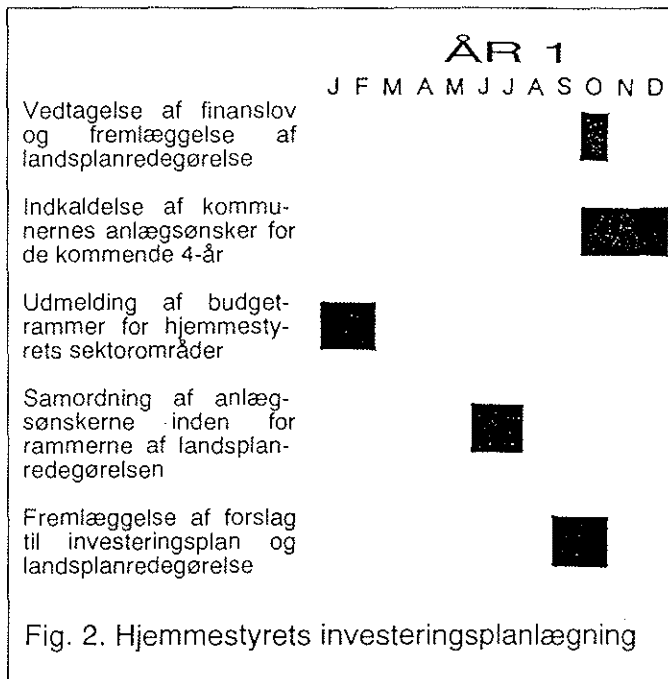 ÅR 1
J F M A M J J A S O N D
Vedtagelse af finanslov
og fremlæggelse af
landsplanredegørelse
Indkaldelse af kommu-
nernes anlægsønsker for
de kommende 4-år
Udmelding af budget-
rammer for hjemmesty-
rets sektorområder
Samordning af anlæg-
sønskerne inden for
rammerne af landsplan-
redegørelsen
Fremlæggelse af forslag
til investeringsplan og
landsplanredegørelse
Fig. 2. Hjemmestyrets investeringsplanlægning